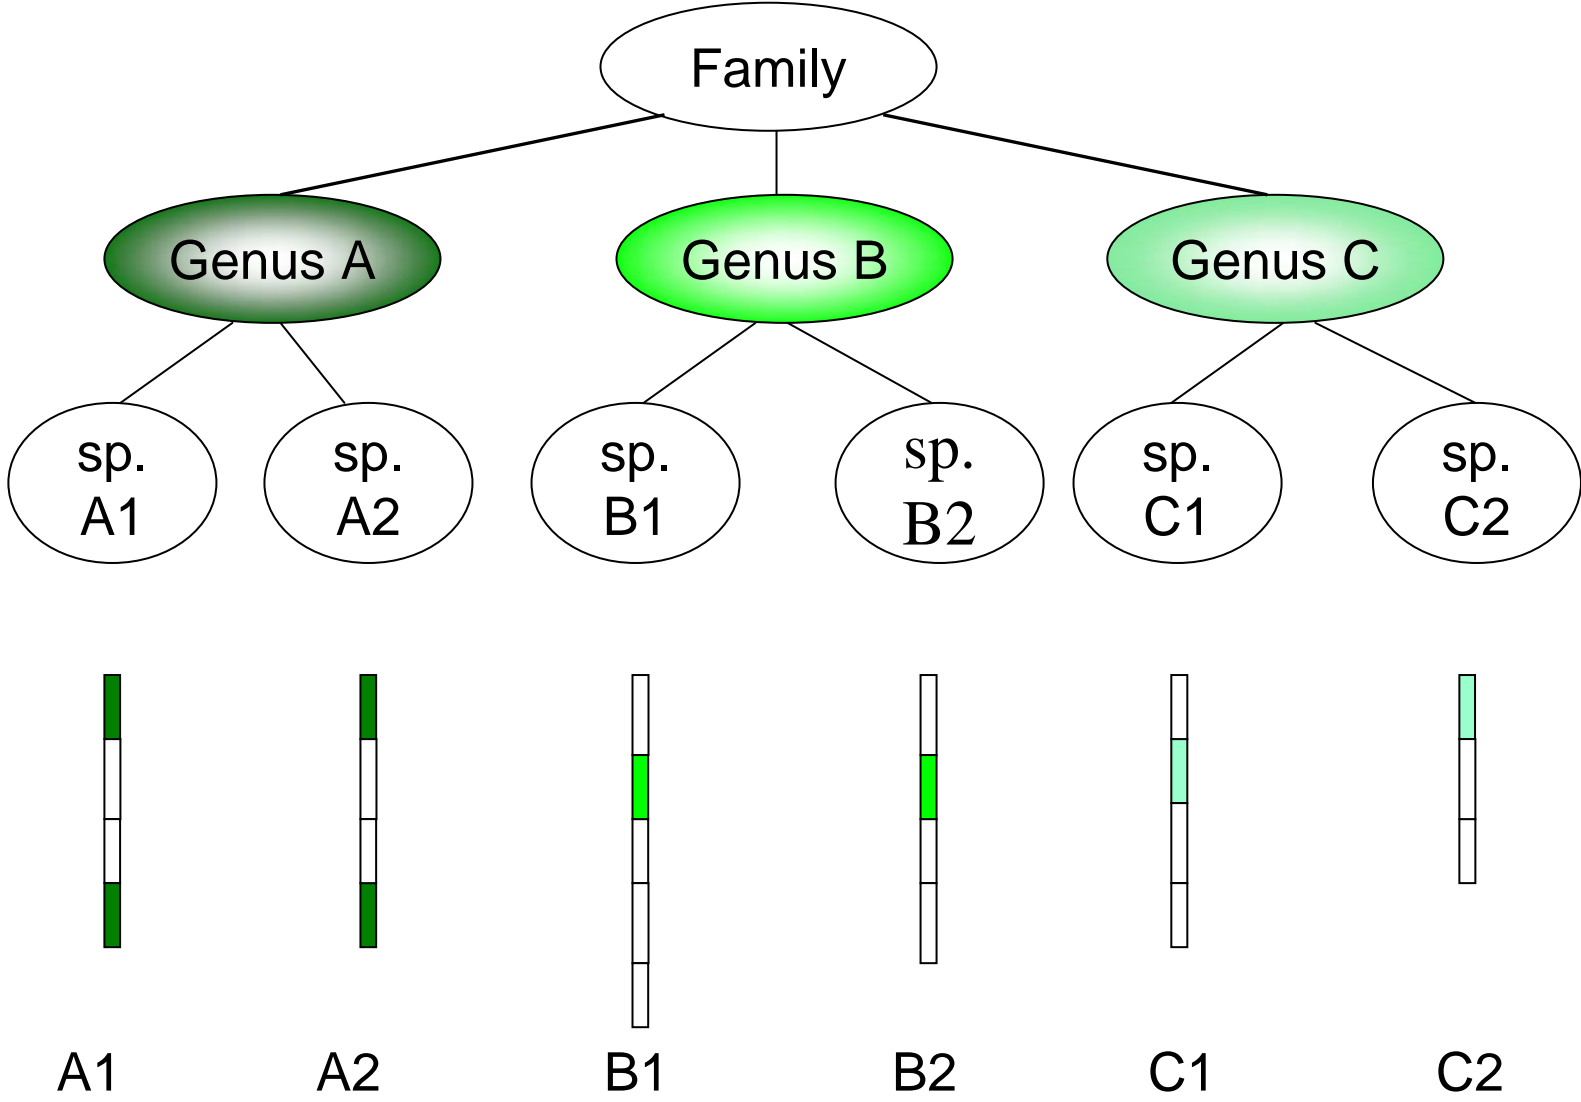 Family
Genus A
Genus B
Genus C
sp.
A1
sp.
A2
sp.
B1
sp.
B2
sp.
C1
sp.
C2
A1
A2
B1
B2
C1
C2